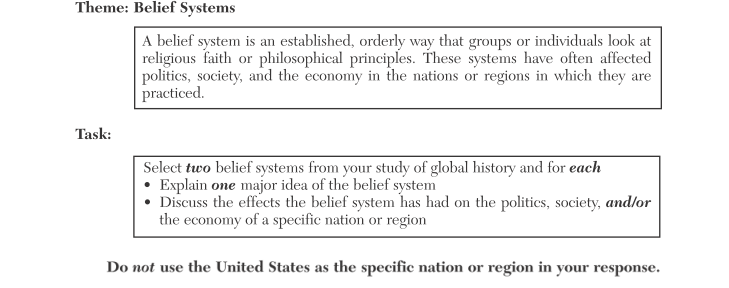 Theme: Belief Systems
A belief system is an established, orderly way that groups or individuals look at
religious faith or philosophical principles. These systems have often affected
politics, society, and the economy in the nations or regions in which they are
practiced.
Task:
Select two belief systems from your study of global history and for each
• Explain one major idea of the belief system
• Discuss the effects the belief system has had on the politics, society, and/or
the economy of a specific nation or region
Do not use the United States as the specific nation or region in your response.